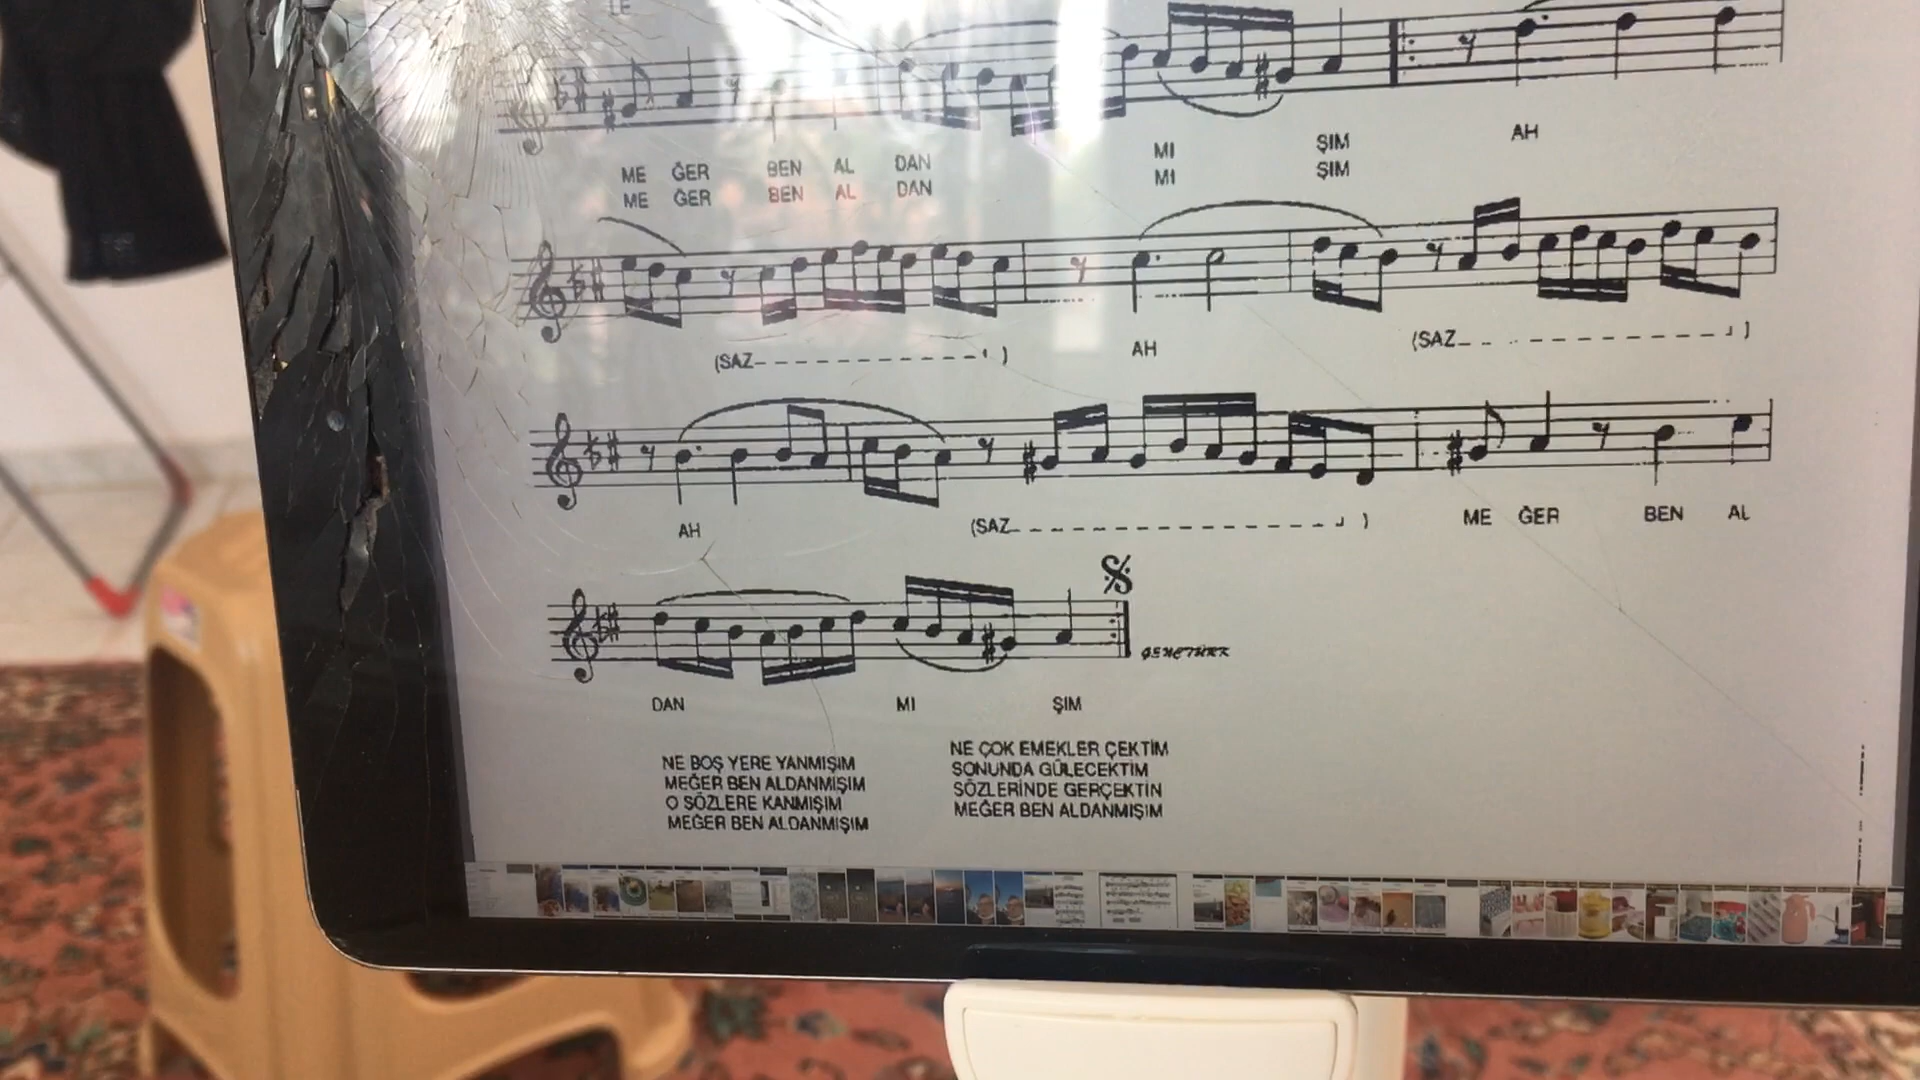 LE
ME ĞER BEN AL DAN MI ŞIM AH
ME ĞER BEN AL DAN MI ŞIM
(SAZ AH (SAZ
AH (SAZ ME ĞER BEN AL
GENÇTÜRK
DAN MI ŞIM
NE BOŞ YERE YANMIŞIM
MEĞER BEN ALDANMIŞIM
O SÖZLERE KANMIŞIM
MEĞER BEN ALDANMIŞIM
NE ÇOK EMEKLER ÇEKTİM
SONUNDA GÜLECEKTİM
SÖZLERİNDE GERÇEKTİN
MEĞER BEN ALDANMIŞIM